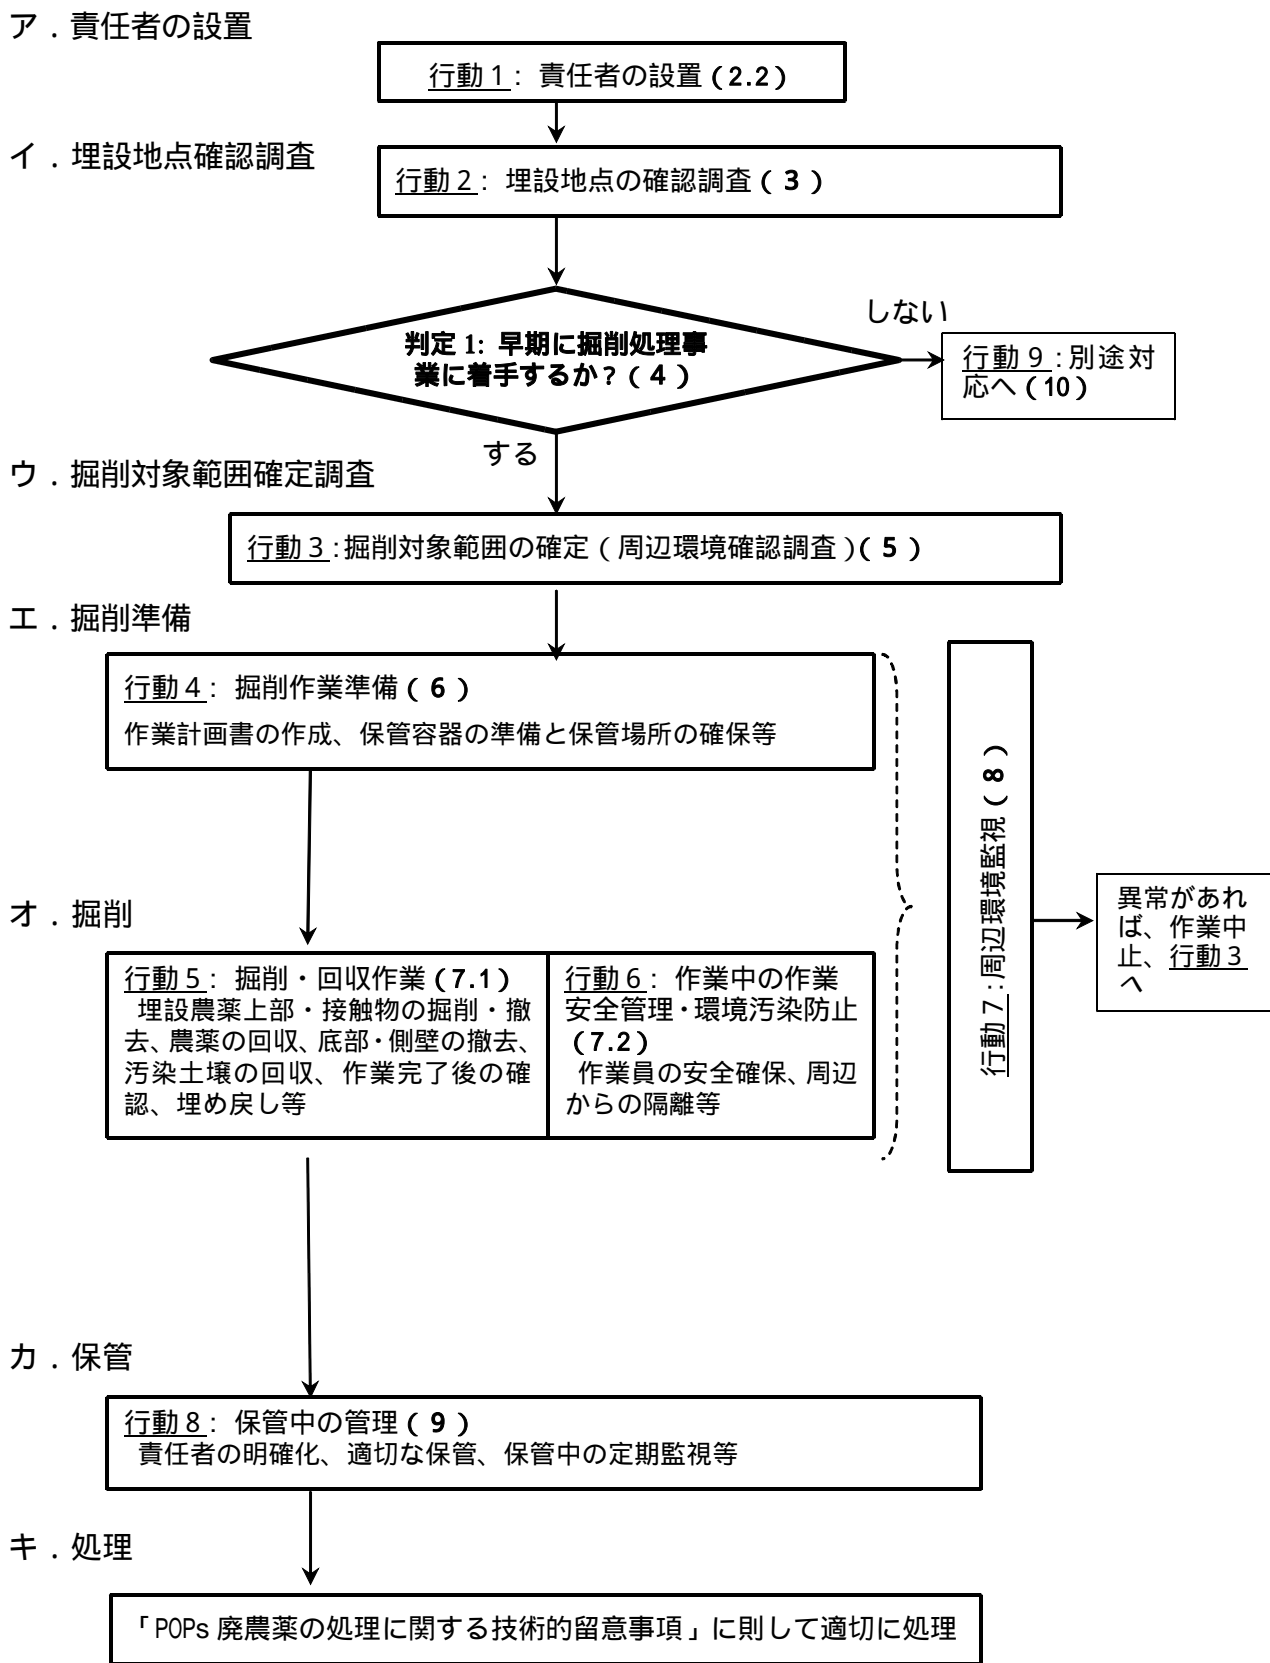 ア．責任者の設置
行動1： 責任者の設置（2.2）
イ．埋設地点確認調査
行動2： 埋設地点の確認調査（3）
判定1: 早期に掘削処理事
業に着手するか？（4）
しない
行動9：別途対
応へ（10）
する
ウ．掘削対象範囲確定調査
行動3：掘削対象範囲の確定（周辺環境確認調査）（5）
エ．掘削準備
行動4： 掘削作業準備（6）
作業計画書の作成、保管容器の準備と保管場所の確保等
行動7：周辺環境監視（8）
異常があれ
ば、作業中
止、行動3
へ
オ．掘削
行動5： 掘削・回収作業（7.1）
埋設農薬上部・接触物の掘削・撤
去、農薬の回収、底部・側壁の撤去、
汚染土壌の回収、作業完了後の確
認、埋め戻し等
行動6： 作業中の作業
安全管理・環境汚染防止
（7.2）
作業員の安全確保、周辺
からの隔離等
カ．保管
行動8： 保管中の管理（9）
責任者の明確化、適切な保管、保管中の定期監視等
キ．処理
「POPs 廃農薬の処理に関する技術的留意事項」に則して適切に処理